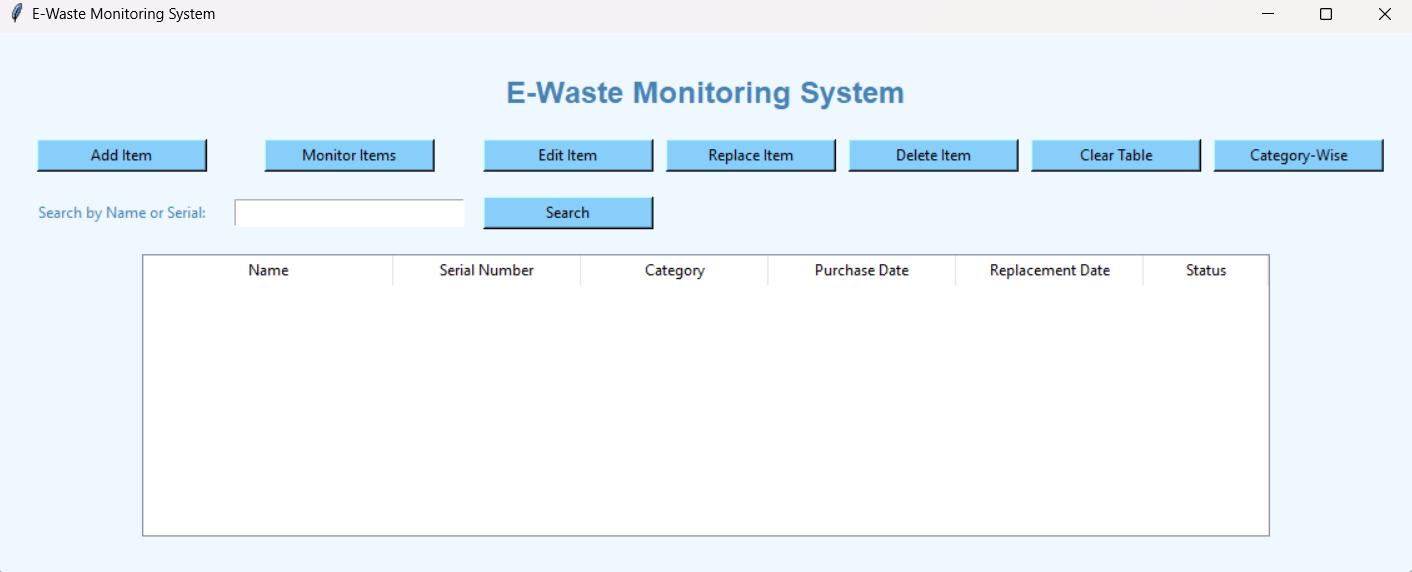 E-Waste Monitoring System
E-Waste Monitoring System
Add Item Monitor Items Edit Item Replace Item Delete Item Clear Table Category-Wise
Search by Name or Serial: Search
Name Serial Number Category Purchase Date Replacement Date Status